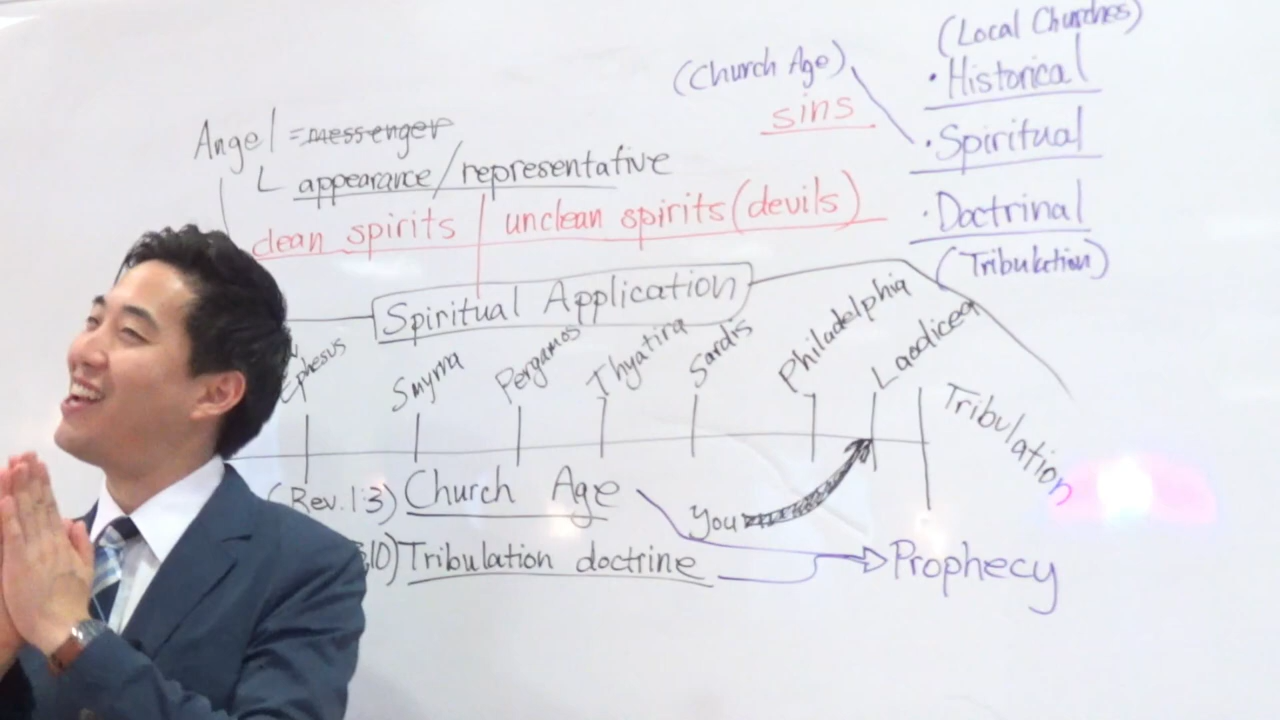 (Local Churches)
(Church Age)
• Historical
sins
Angel = messenger
• Spiritual
appearance/representative
• Doctrinal
clean spirits | unclean spirits (devils)
(Tribulation)
Spiritual Application
Ephesus
Smyrna
Pergamos
Thyatira
Sardis
Philadelphia
Laodicea
Tribulation
(Rev. 1:3) Church Age
You
10) Tribulation doctrine
Prophecy